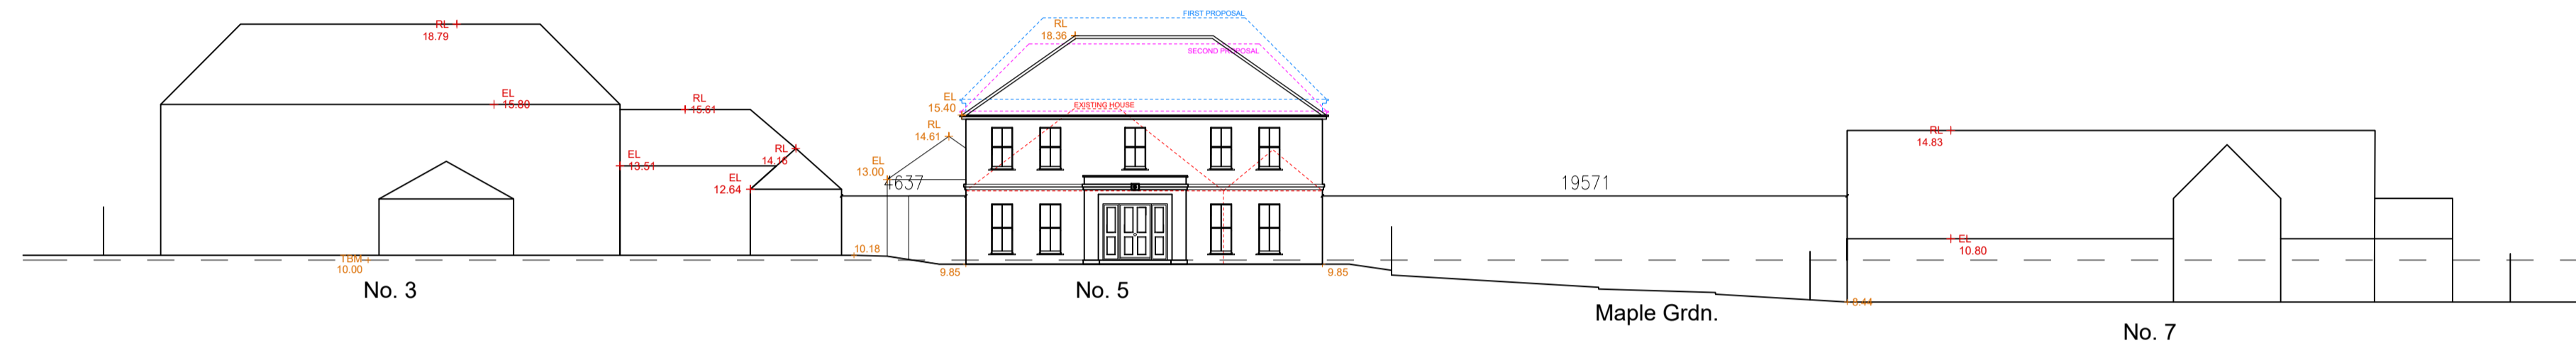 RL
18.79
EL
15.80
RL
15.61
EL
13.51
RL
14.16
EL
12.64
TBM
10.00
10.18
No. 3
EL
13.00
4637
RL
14.61
EL
15.40
RL
18.36
FIRST PROPOSAL
SECOND PROPOSAL
EXISTING HOUSE
9.85
9.85
No. 5
19571
Maple Grdn.
RL
14.83
EL
10.80
8.44
No. 7